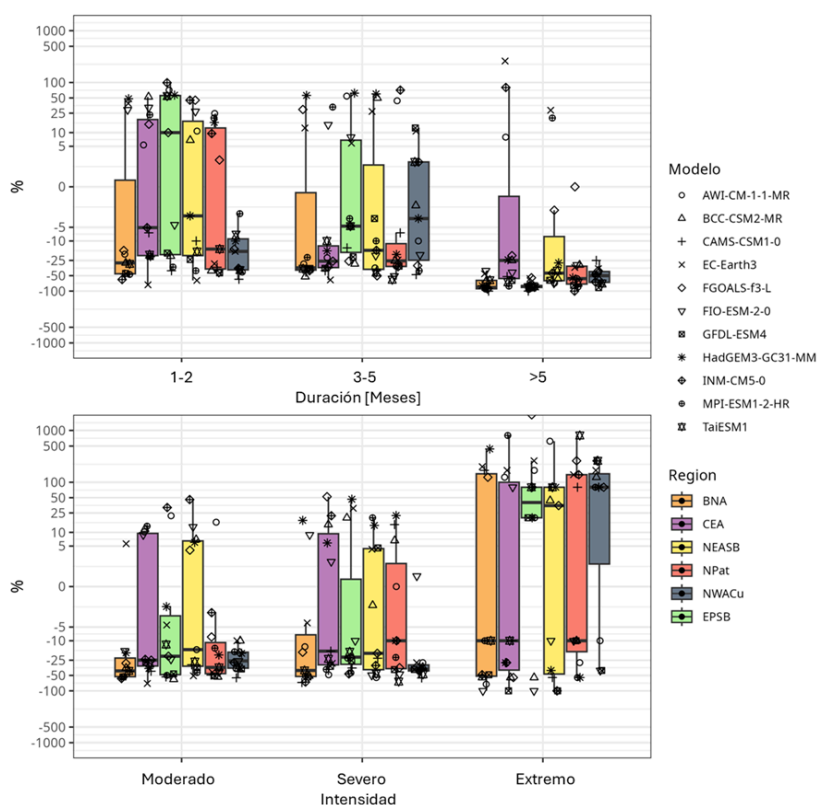 1000
500
100
50
25
10
5
0
-5
-10
-25
-50
-100
-500
-1000
%
1-2
3-5
>5
Duración [Meses]
1000
500
100
50
25
10
5
0
-5
-10
-25
-50
-100
-500
-1000
%
Moderado
Severo
Extremo
Intensidad
Modelo
AWI-CM-1-1-MR
BCC-CSM2-MR
CAMS-CSM1-0
EC-Earth3
FGOALS-f3-L
FIO-ESM-2-0
GFDL-ESM4
HadGEM3-GC31-MM
INM-CM5-0
MPI-ESM1-2-HR
TaiESM1
Region
BNA
CEA
NEASB
NPat
NWACu
EPSB